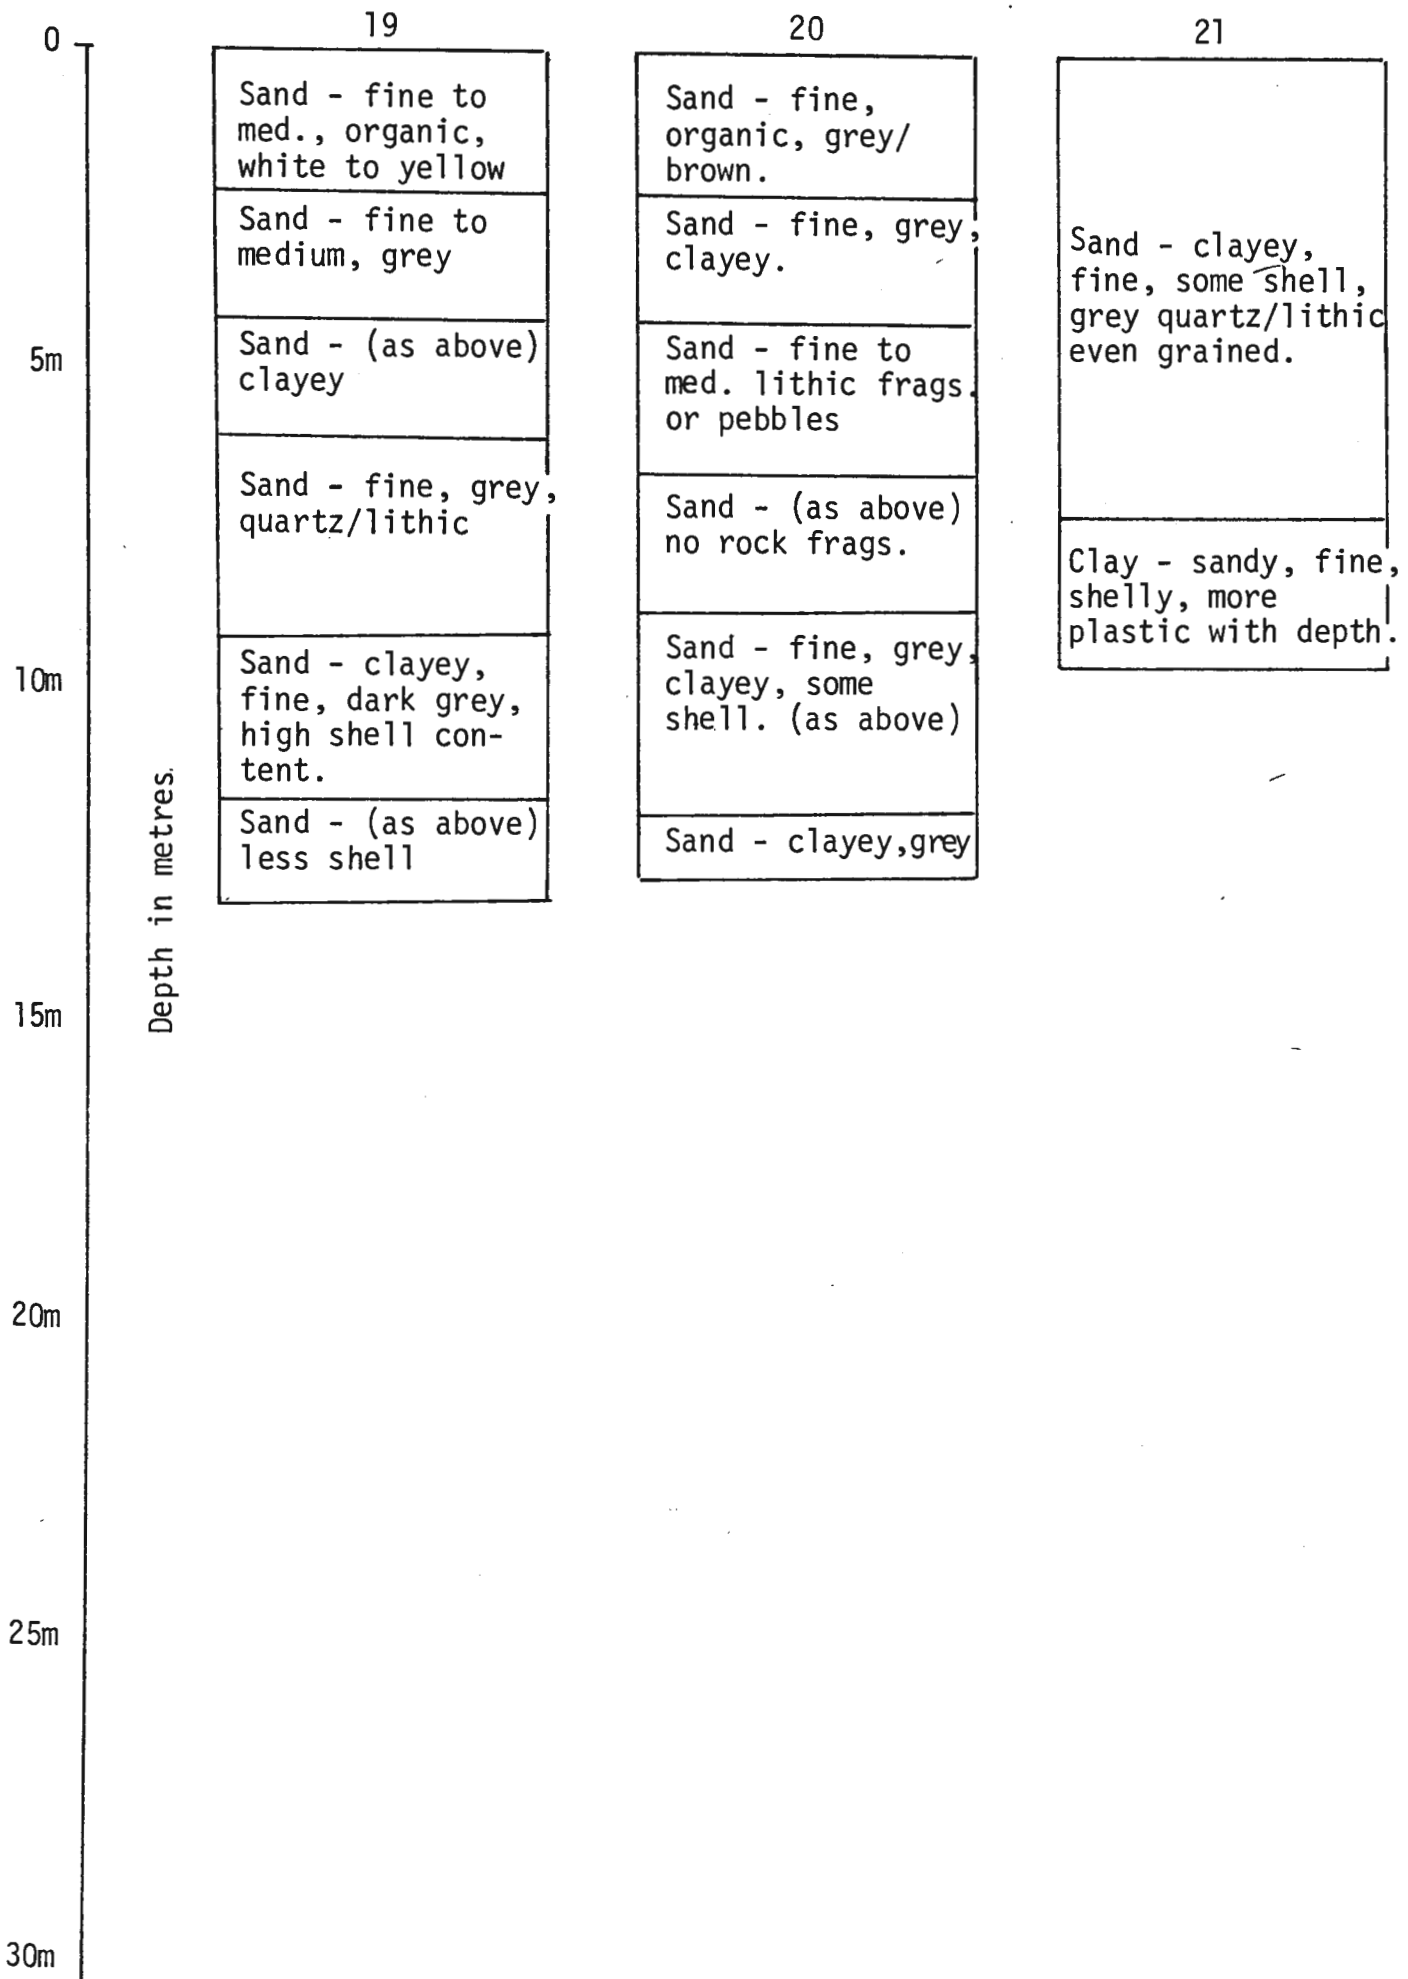 0
5m
10m
15m
20m
25m
30m
Depth in metres.
19
Sand - fine to
med., organic,
white to yellow
Sand - fine to
medium, grey
Sand - (as above)
clayey
Sand - fine, grey,
quartz/lithic
Sand - clayey,
fine, dark grey,
high shell con-
tent.
Sand - (as above)
less shell
20
Sand - fine,
organic, grey/
brown.
Sand - fine, grey,
clayey.
Sand - fine to
med. lithic frags.
or pebbles
Sand - (as above)
no rock frags.
Sand - fine, grey,
clayey, some
shell. (as above)
Sand - clayey,grey
21
Sand - clayey,
fine, some shell,
grey quartz/lithic
even grained.
Clay - sandy, fine,
shelly, more
plastic with depth.